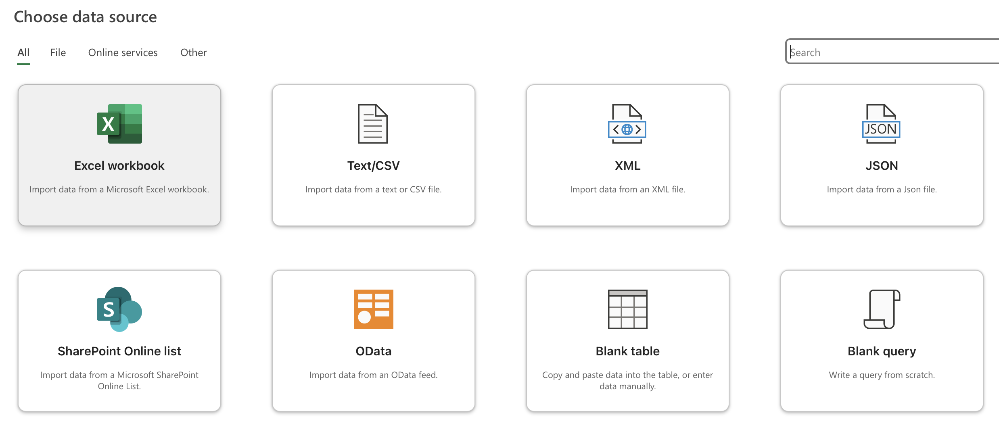 Choose data source
All File Online services Other Search
X
Excel workbook
Import data from a Microsoft Excel workbook.
Text/CSV
Import data from a text or CSV file.
XML
Import data from an XML file.
JSON
JSON
Import data from a Json file.
S
SharePoint Online list
Import data from a Microsoft SharePoint
Online List.
OData
Import data from an OData feed.
Blank table
Copy and paste data into the table, or enter
data manually.
Blank query
Write a query from scratch.